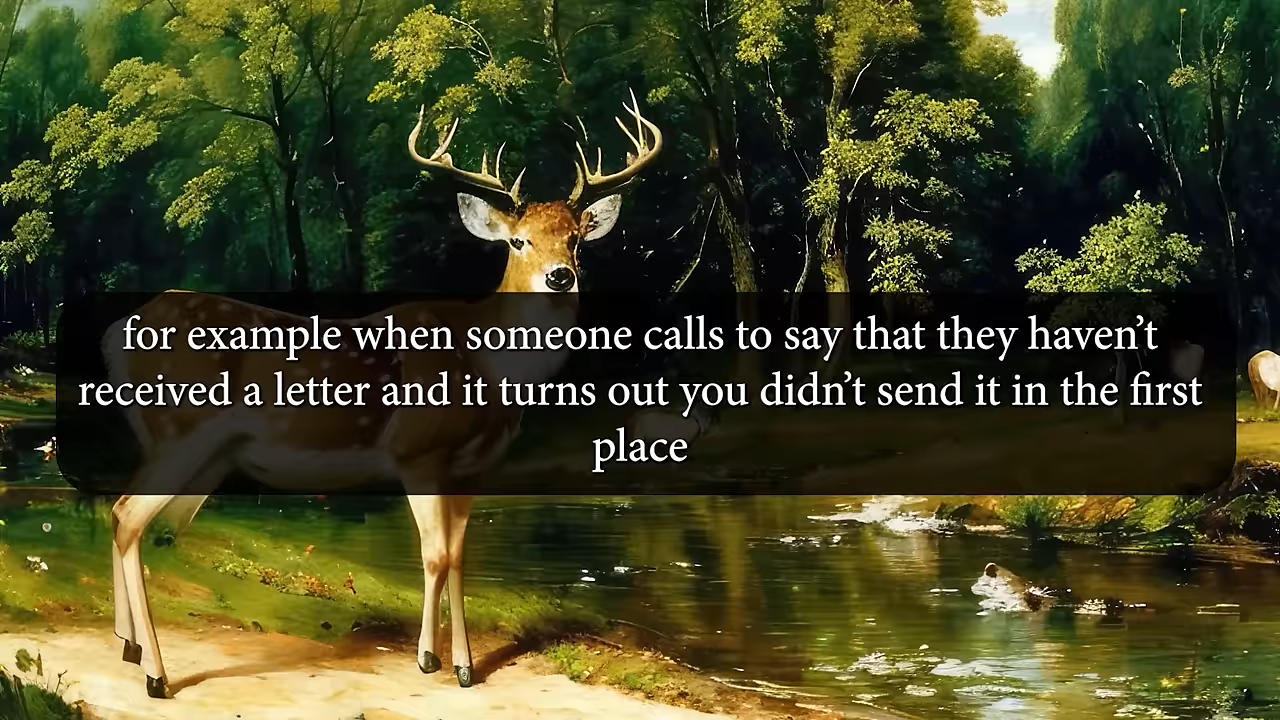 for example when someone calls to say that they haven’t
received a letter and it turns out you didn’t send it in the first
place